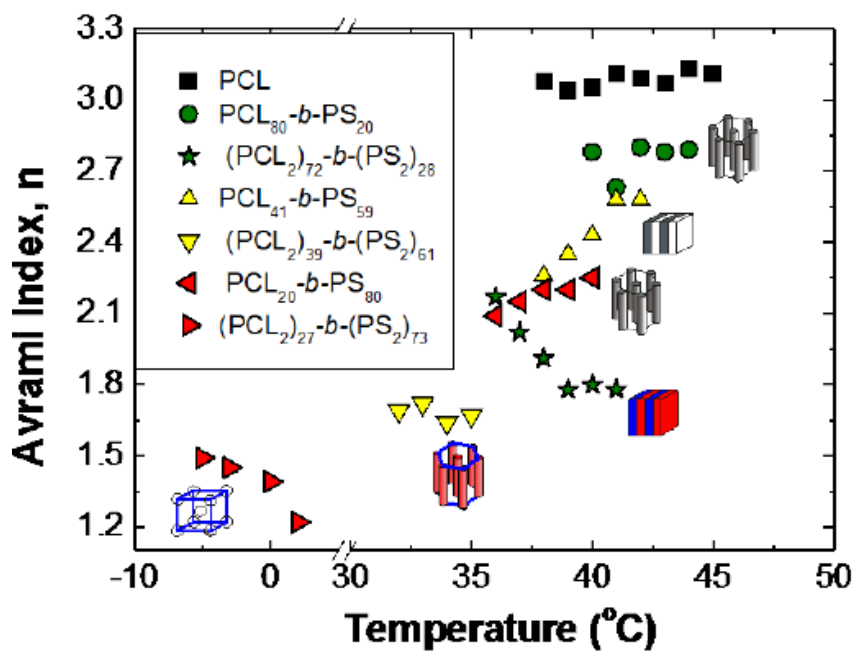 3.3
3.0
2.7
2.4
2.1
1.8
1.5
1.2
Avrami Index, n
PCL
PCL₈₀-b-PS₂₀
(PCL₂)₇₂-b-(PS₂)₂₈
PCL₄₁-b-PS₅₉
(PCL₂)₃₉-b-(PS₂)₆₁
PCL₂₀-b-PS₈₀
(PCL₂)₂₇-b-(PS₂)₇₃
-10 0 30 35 40 45 50
Temperature (°C)